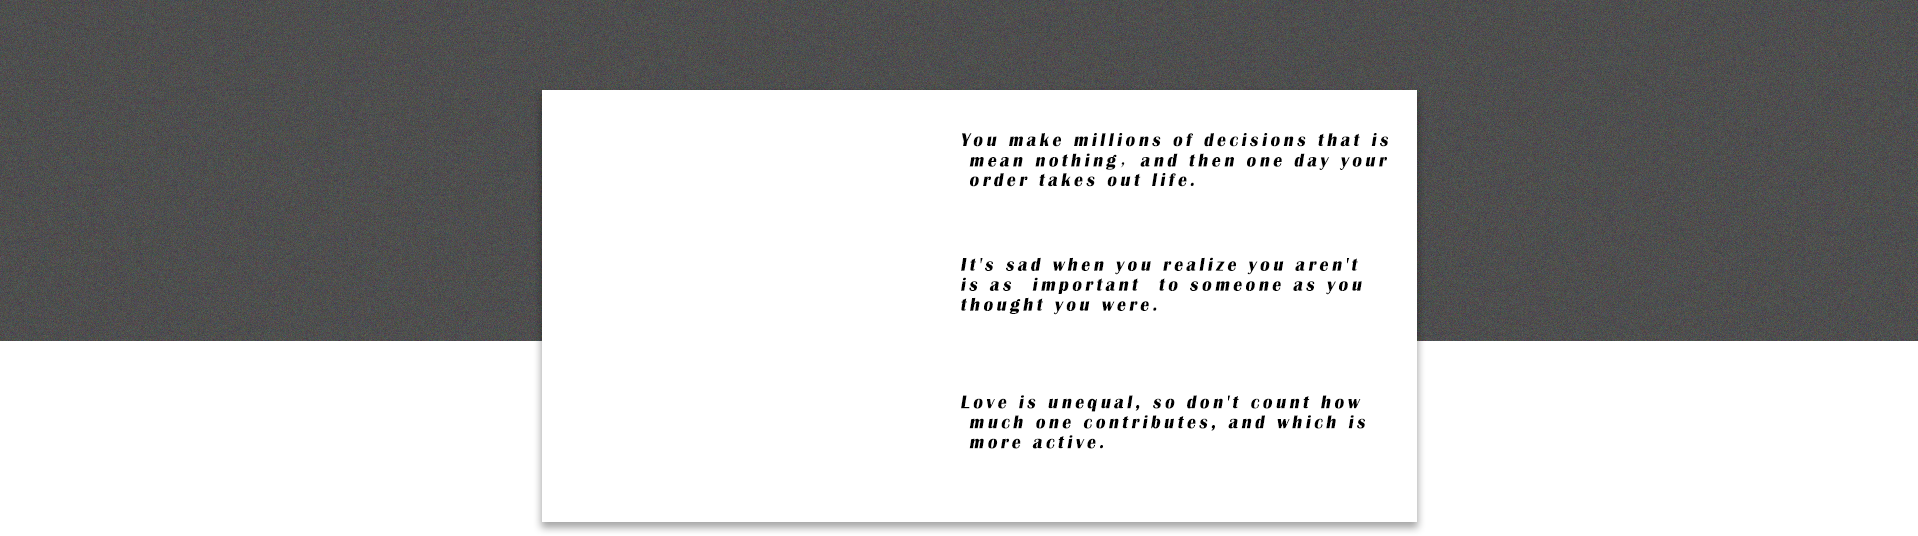 You make millions of decisions that is
mean nothing, and then one day your
order takes out life.
It's sad when you realize you aren't
is as important to someone as you
thought you were.
Love is unequal, so don't count how
much one contributes, and which is
more active.